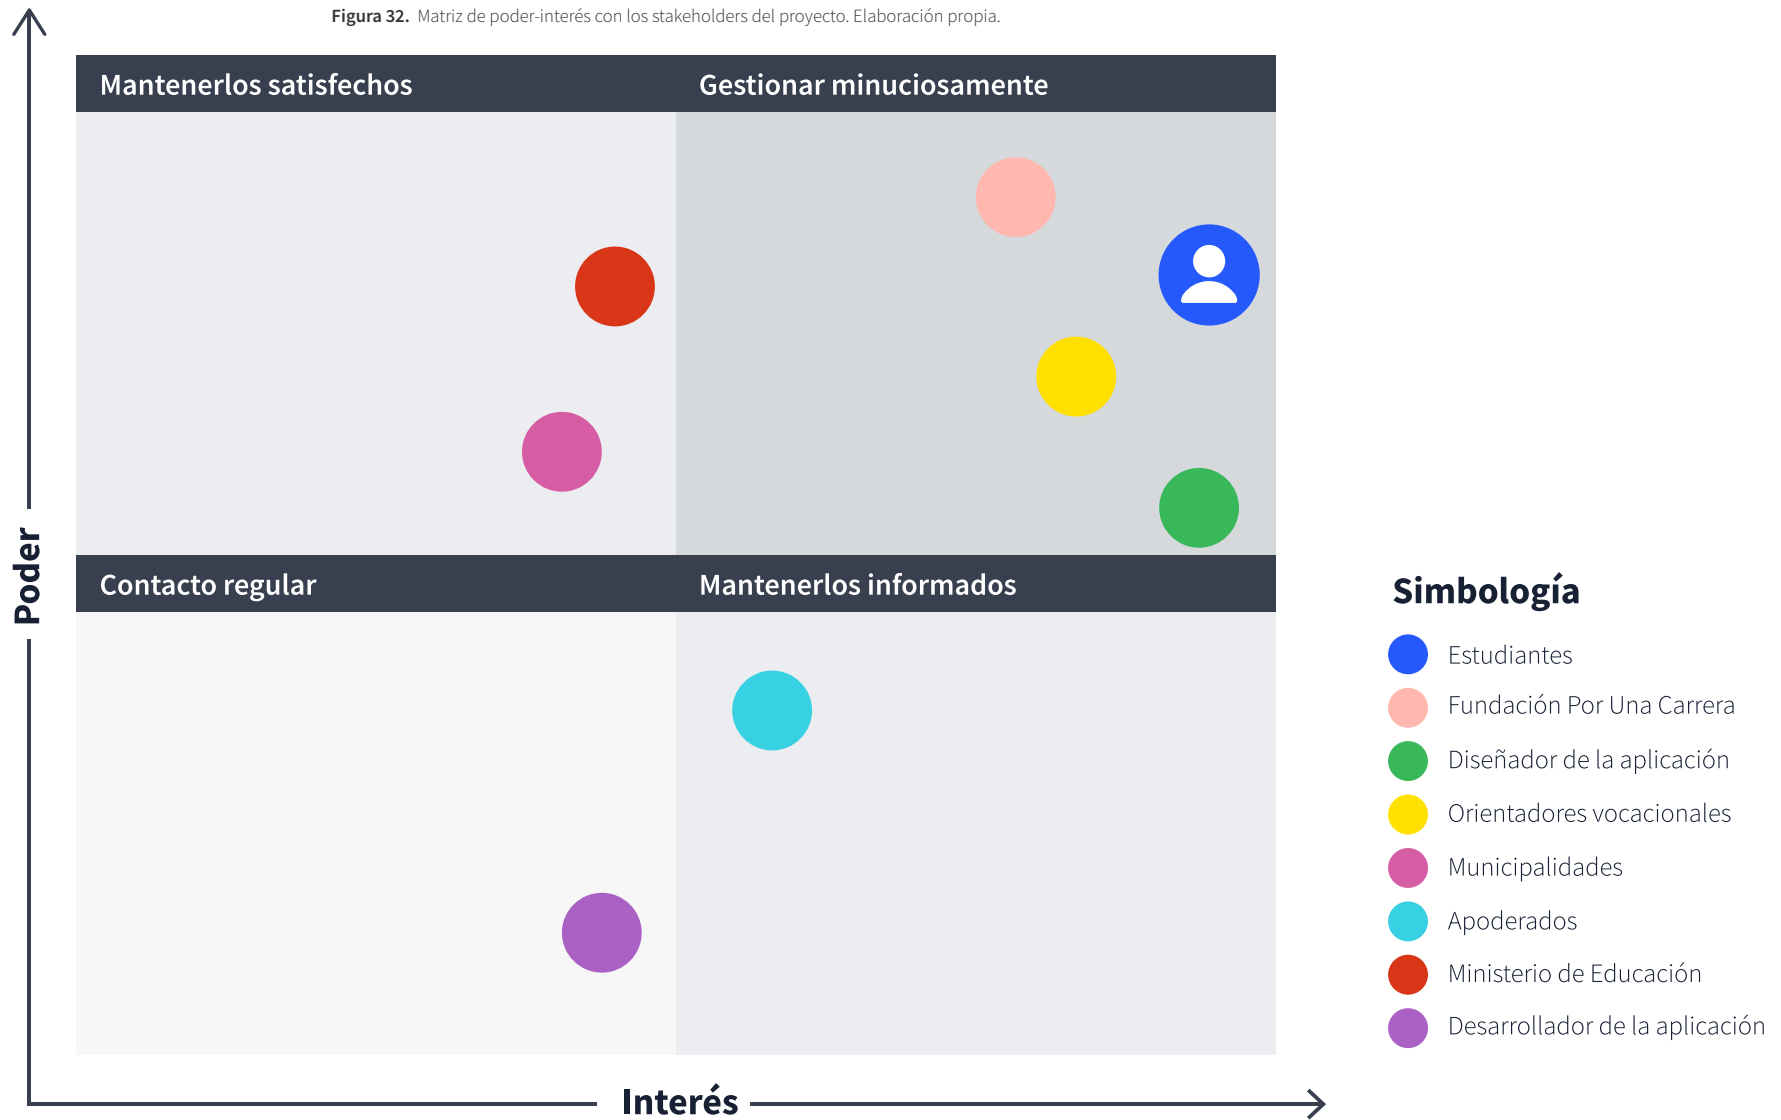 Figura 32. Matriz de poder-interés con los stakeholders del proyecto. Elaboración propia.
Mantenerlos satisfechos
Gestionar minuciosamente
Poder
Contacto regular
Mantenerlos informados
Simbología
Estudiantes
Fundación Por Una Carrera
Diseñador de la aplicación
Orientadores vocacionales
Municipalidades
Apoderados
Ministerio de Educación
Desarrollador de la aplicación
Interés